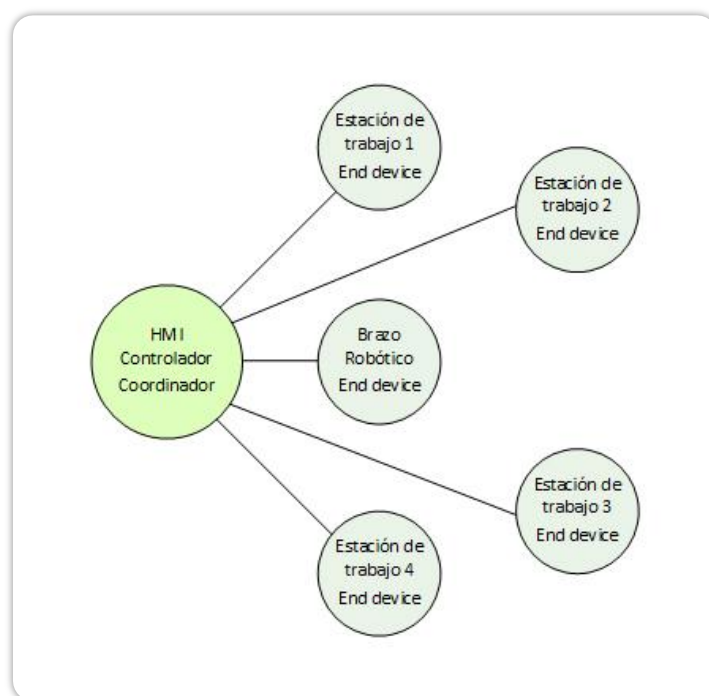 Estación de
trabajo 1
End device
Estación de
trabajo 2
End device
HMI
Controlador
Coordinador
Brazo
Robótico
End device
Estación de
trabajo 3
End device
Estación de
trabajo 4
End device